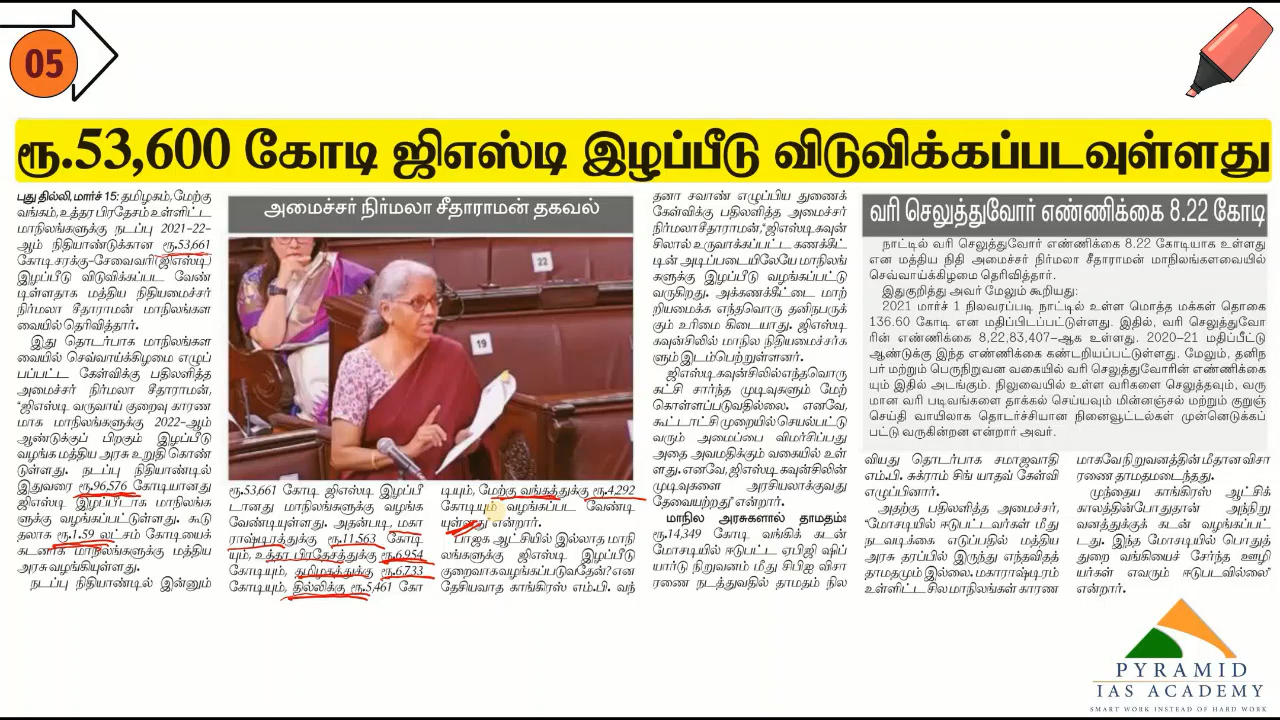 05
ரூ.53,600 கோடி ஜிஎஸ்டி இழப்பீடு விடுவிக்கப்படவுள்ளது
புது தில்லி, மார்ச் 15: தமிழகம், மேற்கு
வங்கம், உத்தர பிரதேசம் உள்ளிட்ட
மாநிலங்களுக்கு நடப்பு 2021-22-
ஆம் நிதியாண்டுக்கான ரூ.53,661
கோடி சரக்கு-சேவை வரி (ஜிஎஸ்டி)
இழப்பீடு விடுவிக்கப்பட வேண்
டியுள்ளதாக மத்திய நிதியமைச்சர்
நிர்மலா சீதாராமன் மாநிலங்களவை
வையில் தெரிவித்தார்.
இது தொடர்பாக மாநிலங்கள
வையில் செவ்வாய்க்கிழமை எழுப்
பப்பட்ட கேள்விக்கு பதிலளித்த
அமைச்சர் நிர்மலா சீதாராமன்,
"ஜிஎஸ்டி வருவாய் குறைவு காரண
மாக மாநிலங்களுக்கு 2022-ஆம்
ஆண்டுக்குப் பிறகும் இழப்பீடு
வழங்க மத்திய அரசு உறுதி கொண்
டுள்ளது. நடப்பு நிதியாண்டில்
இதுவரை ரூ.96,576 கோடியானது
ஜிஎஸ்டி இழப்பீடாக மாநிலங்க
ளுக்கு வழங்கப்பட்டுள்ளது. கூடு
தலாக ரூ.1.59 லட்சம் கோடியைக்
கடனாக மாநிலங்களுக்கு மத்திய
அரசு வழங்கியுள்ளது.
நடப்பு நிதியாண்டில் இன்னும்
அமைச்சர் நிர்மலா சீதாராமன் தகவல்
22
19
ரூ.53,661 கோடி ஜிஎஸ்டி இழப்பீ
டானது மாநிலங்களுக்கு வழங்க
வேண்டியுள்ளது. அதன்படி, மகா
ராஷ்டிரத்துக்கு ரூ.11,563 கோடி
யும், உத்தர பிரதேசத்துக்கு ரூ.6,954
கோடியும், தமிழகத்துக்கு ரூ.6,733
கோடியும், தில்லிக்கு ரூ.5,461 கோ
டியும், மேற்கு வங்கத்துக்கு ரூ.4,292
கோடியும் வழங்கப்பட வேண்டி
யுள்ளது' என்றார்.
பாஜக ஆட்சியில் இல்லாத மாநி
லங்களுக்கு ஜிஎஸ்டி இழப்பீடு
குறைவாக வழங்கப்படுவதேன்? என
தேசியவாத காங்கிரஸ் எம்.பி. வந்
தனா சவாண் எழுப்பிய துணைக்
கேள்விக்கு பதிலளித்த அமைச்சர்
நிர்மலா சீதாராமன், "ஜிஎஸ்டி கவுன்
சிலால் உருவாக்கப்பட்ட கணக்கீட்
டின் அடிப்படையிலேயே மாநிலங்
களுக்கு இழப்பீடு வழங்கப்பட்டு
வருகிறது. அக்கணக்கீட்டை மாற்
றியமைக்க எந்தவொரு தனிநபருக்
கும் உரிமை கிடையாது. ஜிஎஸ்டி
கவுன்சிலில் மாநில நிதியமைச்சர்க
ளும் இடம்பெற்றுள்ளனர்.
ஜிஎஸ்டி கவுன்சிலில் எந்தவொரு
கட்சி சார்ந்த முடிவுகளும் மேற்
கொள்ளப்படுவதில்லை. எனவே,
கூட்டாட்சி முறையில் செயல்பட்டு
வரும் அமைப்பை விமர்சிப்பது
அதை அவமதிக்கும் வகையில் உள்
ளது. எனவே, ஜிஎஸ்டி கவுன்சிலின்
முடிவுகளை அரசியலாக்குவது
தேவையற்றது' என்றார்.
மாநில அரசுகளால் தாமதம்:
ரூ.14,349 கோடி வங்கிக் கடன்
மோசடியில் ஈடுபட்ட ஏபிஜி ஷிப்
யார்டு நிறுவனம் மீது சிபிஐ விசா
ரணை நடத்துவதில் தாமதம் நில
வரி செலுத்துவோர் எண்ணிக்கை 8.22 கோடி
நாட்டில் வரி செலுத்துவோர் எண்ணிக்கை 8.22 கோடியாக உள்ளது
என மத்திய நிதி அமைச்சர் நிர்மலா சீதாராமன் மாநிலங்களவையில்
செவ்வாய்க்கிழமை தெரிவித்தார்.
இதுகுறித்து அவர் மேலும் கூறியது:
2021 மார்ச் 1 நிலவரப்படி நாட்டில் உள்ள மொத்த மக்கள் தொகை
136.60 கோடி என மதிப்பிடப்பட்டுள்ளது. இதில், வரி செலுத்துவோ
ரின் எண்ணிக்கை 8,22,83,407-ஆக உள்ளது. 2020-21 மதிப்பீட்டு
ஆண்டுக்கு இந்த எண்ணிக்கை கண்டறியப்பட்டுள்ளது. மேலும், தனிந
பர் மற்றும் பெருநிறுவன வகையில் வரி செலுத்துவோரின் எண்ணிக்கை
யும் இதில் அடங்கும். நிலுவையில் உள்ள வரிகளை செலுத்தவும், வரு
மான வரி படிவங்களை தாக்கல் செய்யவும் மின்னஞ்சல் மற்றும் குறுஞ்
செய்தி வாயிலாக தொடர்ச்சியான நினைவூட்டல்கள் முன்னெடுக்கப்
பட்டு வருகின்றன என்றார் அவர்.
வியது தொடர்பாக சமாஜவாதி
எம்.பி. சுக்ராம் சிங் யாதவ் கேள்வி
எழுப்பினார்.
அதற்கு பதிலளித்த அமைச்சர்,
"மோசடியில் ஈடுபட்டவர்கள் மீது
நடவடிக்கை எடுப்பதில் மத்திய
அரசு தரப்பில் இருந்து எந்தவிதத்
தாமதமும் இல்லை. மகாராஷ்டிரம்
உள்ளிட்ட சில மாநிலங்கள் காரண
மாகவே நிறுவனத்தின் மீதான விசா
ரணை தாமதமடைந்தது.
முந்தைய காங்கிரஸ் ஆட்சிக்
காலத்தின்போதுதான் அந்நிறு
வனத்துக்குக் கடன் வழங்கப்பட்
டது. இந்த மோசடியில் பொதுத்
துறை வங்கியைச் சேர்ந்த ஊழி
யர்கள் எவரும் ஈடுபடவில்லை'
என்றார்.
PYRAMID
IAS ACADEMY
SMART WORK INSTEAD OF HARD WORK